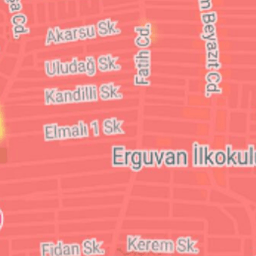 Akarsu Sk.
Uludağ Sk.
Kandilli Sk.
Elmalı 1 Sk
Fatih Cd.
Beyazıt Cd.
Erguvan İlkokulu
Fidan Sk.
Kerem Sk.